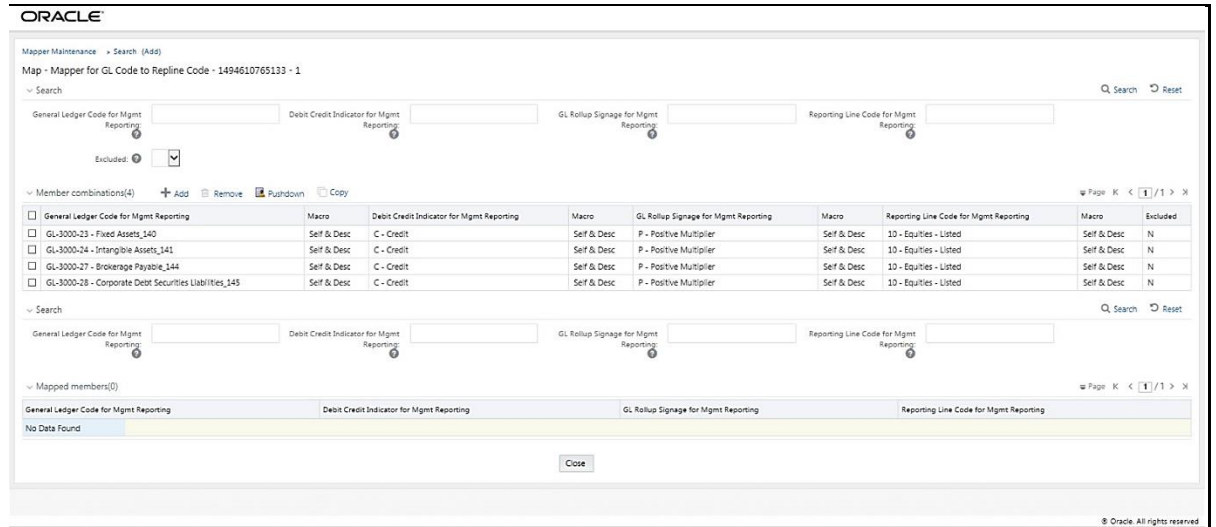 ORACLE
Mapper Maintenance » Search (Add)
Map - Mapper for GL Code to Repline Code - 1494610765133 - 1
Search
Search Reset
General Ledger Code for Mgmt Reporting: Debit Credit Indicator for Mgmt Reporting: GL Rollup Signage for Mgmt Reporting: Reporting Line Code for Mgmt Reporting:
Excluded:
Member combinations(4) Add Remove Pushdown Copy Page 1 / 1
General Ledger Code for Mgmt Reporting Macro Debit Credit Indicator for Mgmt Reporting Macro GL Rollup Signage for Mgmt Reporting Macro Reporting Line Code for Mgmt Reporting Macro Excluded
GL-3000-23 - Fixed Assets_140 Self & Desc C - Credit Self & Desc P - Positive Multiplier Self & Desc 10 - Equities - Listed Self & Desc N
GL-3000-24 - Intangible Assets_141 Self & Desc C - Credit Self & Desc P - Positive Multiplier Self & Desc 10 - Equities - Listed Self & Desc N
GL-3000-27 - Brokerage Payable_144 Self & Desc C - Credit Self & Desc P - Positive Multiplier Self & Desc 10 - Equities - Listed Self & Desc N
GL-3000-28 - Corporate Debt Securities Liabilities_145 Self & Desc C - Credit Self & Desc P - Positive Multiplier Self & Desc 10 - Equities - Listed Self & Desc N
Search
Search Reset
General Ledger Code for Mgmt Reporting: Debit Credit Indicator for Mgmt Reporting: GL Rollup Signage for Mgmt Reporting: Reporting Line Code for Mgmt Reporting:
Mapped members(0) Page 1 / 1
General Ledger Code for Mgmt Reporting Debit Credit Indicator for Mgmt Reporting GL Rollup Signage for Mgmt Reporting Reporting Line Code for Mgmt Reporting
No Data Found
Close
® Oracle. All rights reserved